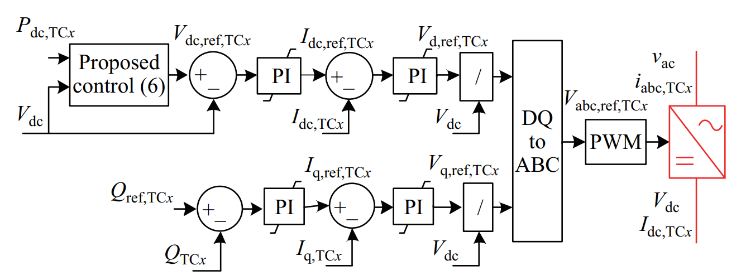 P_dc,TCx
V_dc
Proposed
control (6)
V_dc,ref,TCx
+
−
PI
I_dc,ref,TCx
+
−
I_dc,TCx
PI
V_d,ref,TCx
/
V_dc
Q_ref,TCx
Q_TCx
+
−
PI
I_q,ref,TCx
+
−
I_q,TCx
PI
V_q,ref,TCx
/
V_dc
DQ
to
ABC
V_abc,ref,TCx
PWM
v_ac
i_abc,TCx
V_dc
I_dc,TCx